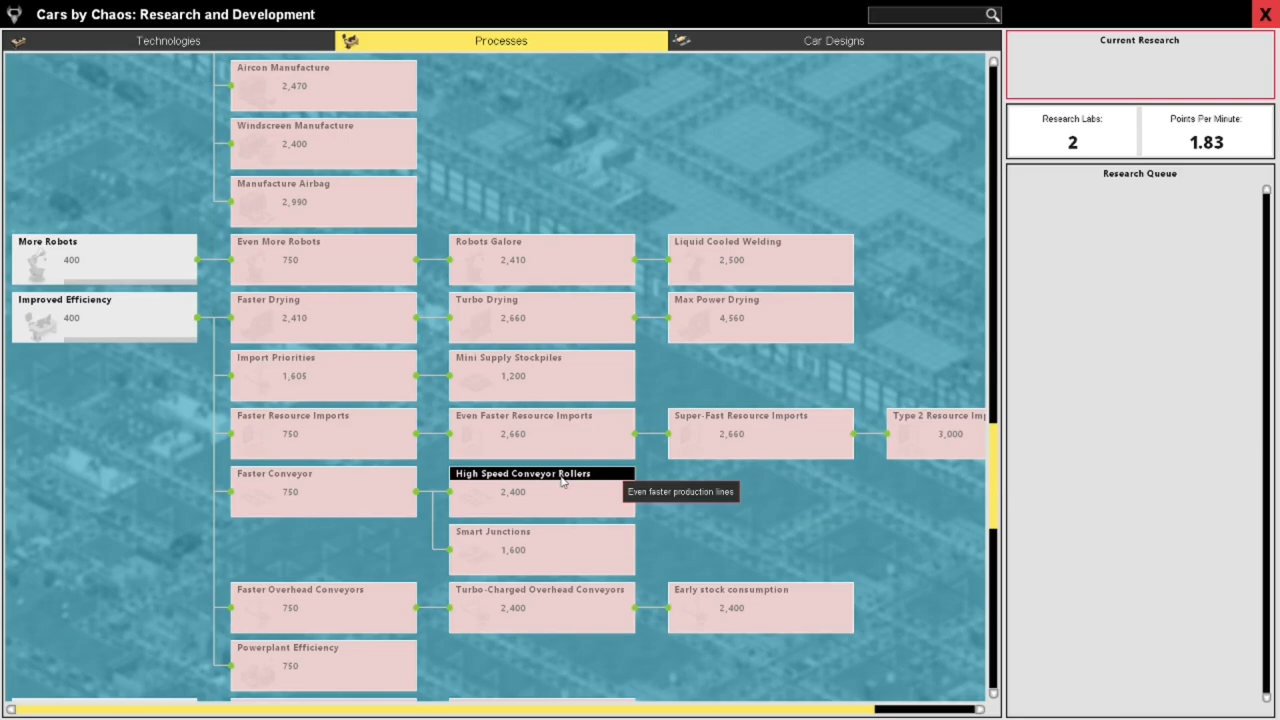 Cars by Chaos: Research and Development
X
Technologies
Processes
Car Designs
Current Research
Research Labs:
2
Points Per Minute:
1.83
Research Queue
Aircon Manufacture
2,470
Windscreen Manufacture
2,400
Manufacture Airbag
2,990
More Robots
400
Even More Robots
750
Robots Galore
2,410
Liquid Cooled Welding
2,500
Improved Efficiency
400
Faster Drying
2,410
Turbo Drying
2,660
Max Power Drying
4,560
Import Priorities
1,605
Mini Supply Stockpiles
1,200
Faster Resource Imports
750
Even Faster Resource Imports
2,660
Super-Fast Resource Imports
2,660
Type 2 Resource Imp
3,000
Faster Conveyor
750
High Speed Conveyor Rollers
2,400
Even faster production lines
Smart Junctions
1,600
Faster Overhead Conveyors
750
Turbo-Charged Overhead Conveyors
2,400
Early stock consumption
2,400
Powerplant Efficiency
750